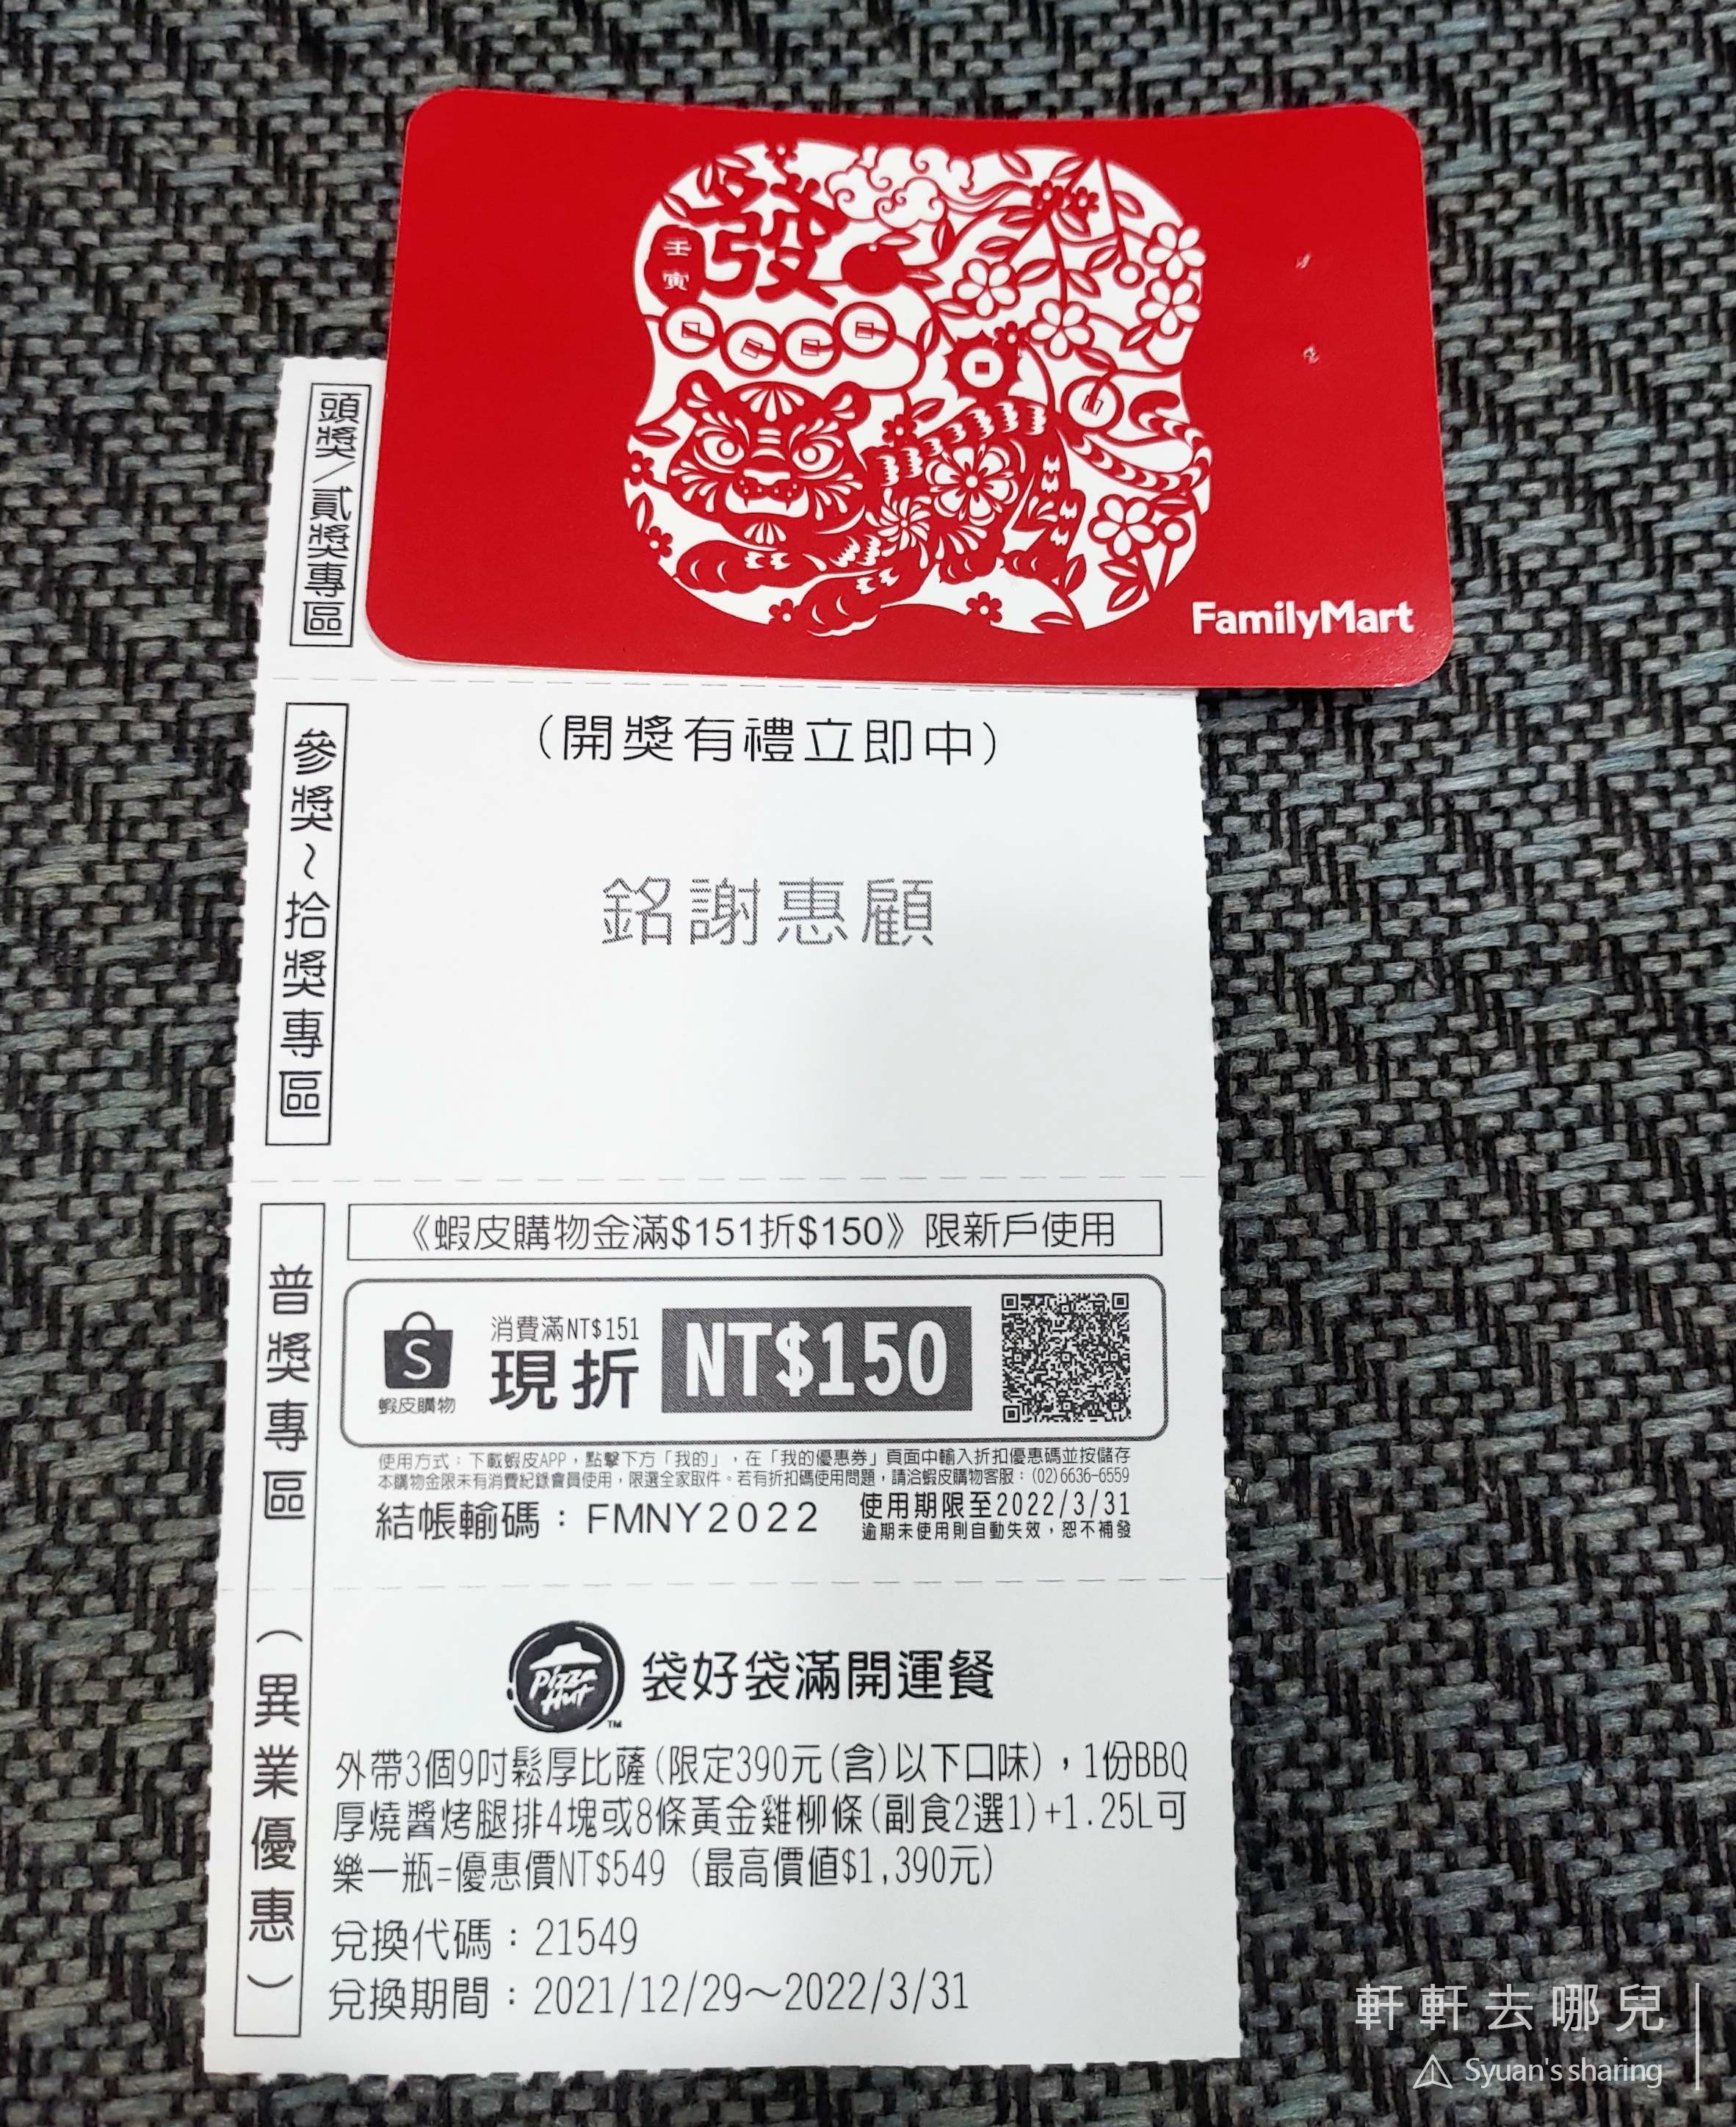 發
壬寅
FamilyMart
頭獎/貳獎專區
參獎~拾獎專區
(開獎有禮立即中)
銘謝惠顧
普獎專區(異業優惠)
《蝦皮購物金滿$151折$150》限新戶使用
S
蝦皮購物
消費滿NT$151
現折
NT$150
使用方式:下載蝦皮APP,點擊下方「我的」,在「我的優惠券」頁面中輸入折扣優惠碼並按儲存
本購物金限未有消費紀錄會員使用,限選全家取件。若有折扣碼使用問題,請洽蝦皮購物客服:(02)6636-6559
結帳輸碼:FMNY2022
使用期限至2022/3/31
逾期未使用則自動失效,恕不補發
Pizza Hut TM
袋好袋滿開運餐
外帶3個9吋鬆厚比薩(限定390元(含)以下口味),1份BBQ
厚燒醬烤腿排4塊或8條黃金雞柳條(副食2選1)+1.25L可
樂一瓶=優惠價NT$549 (最高價值$1,390元)
兌換代碼:21549
兌換期間:2021/12/29~2022/3/31
軒軒去哪兒
Syuan's sharing